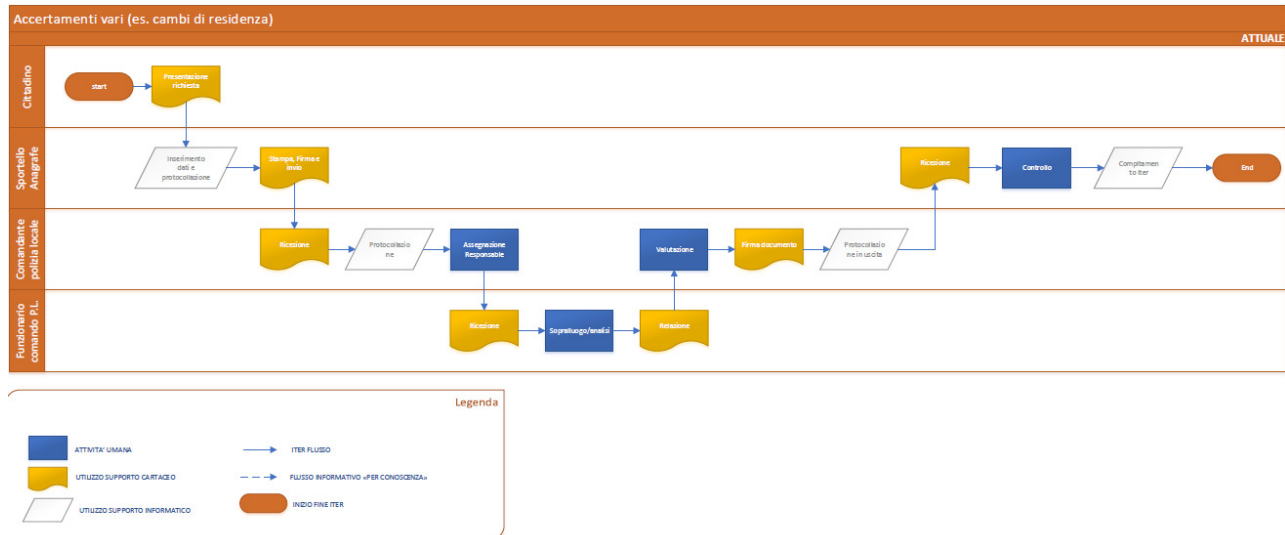 Accertamenti vari (es. cambi di residenza)
ATTUALE
Cittadino
start
Presentazione
richiesta
Sportello
Anagrafe
Inserimento
dati e
protocollazione
Stampa, Firma e
invio
Ricezione
Controllo
Compltamen
to iter
End
Comandante
polizia locale
Ricezione
Protocollazio
ne
Assegnazione
Responsable
Valutazione
Firma documento
Protocollazio
ne in uscita
Funzionario
comando P.L.
Ricezione
Sopralluogo/analisi
Relazione
Legenda
ATTIVITA' UMANA
ITER FLUSSO
UTILIZZO SUPPORTO CARTACEO
FLUSSO INFORMATIVO «PER CONOSCENZA»
UTILIZZO SUPPORTO INFORMATICO
INIZIO FINE ITER